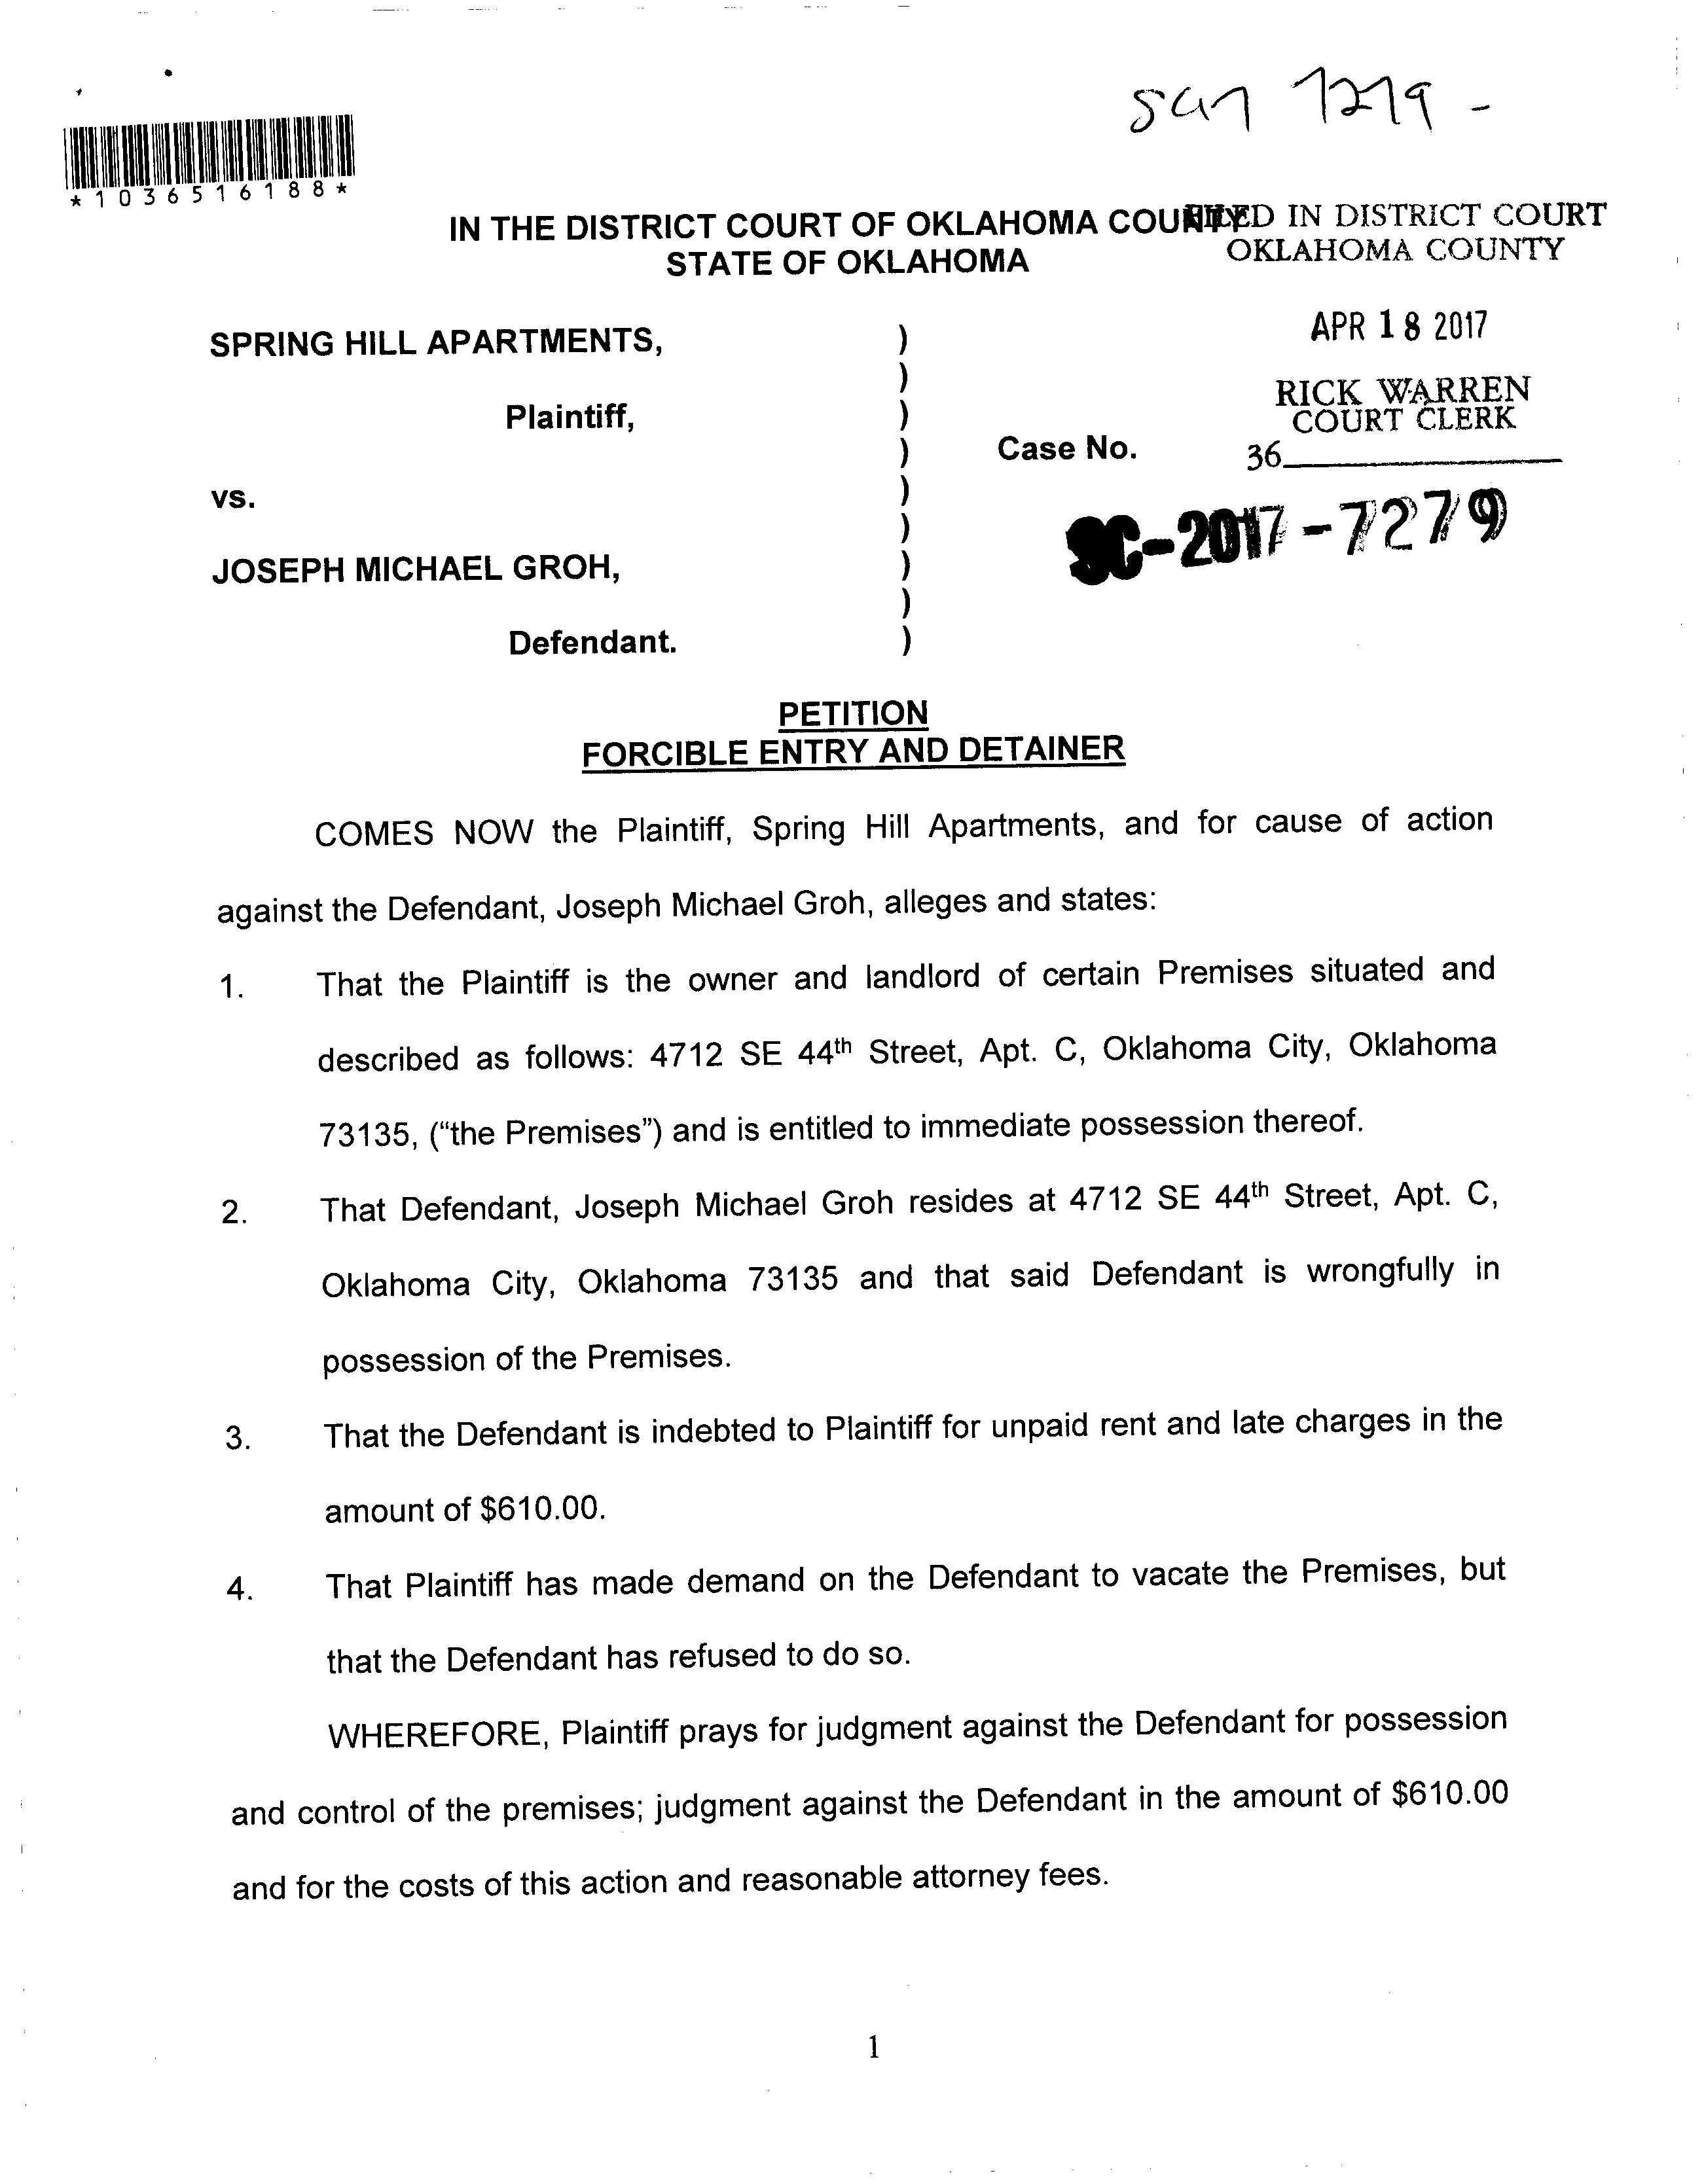 *1036516188*
IN THE DISTRICT COURT OF OKLAHOMA COUNTY
STATE OF OKLAHOMA
FILED IN DISTRICT COURT
OKLAHOMA COUNTY
APR 18 2017
RICK WARREN
COURT CLERK
36
SPRING HILL APARTMENTS, )
)
Plaintiff, )
) Case No.
vs. )
) SC-2017-7279
JOSEPH MICHAEL GROH, )
)
Defendant. )
PETITION
FORCIBLE ENTRY AND DETAINER
COMES NOW the Plaintiff, Spring Hill Apartments, and for cause of action
against the Defendant, Joseph Michael Groh, alleges and states:
1. That the Plaintiff is the owner and landlord of certain Premises situated and
described as follows: 4712 SE 44th Street, Apt. C, Oklahoma City, Oklahoma
73135, (“the Premises”) and is entitled to immediate possession thereof.
2. That Defendant, Joseph Michael Groh resides at 4712 SE 44th Street, Apt. C,
Oklahoma City, Oklahoma 73135 and that said Defendant is wrongfully in
possession of the Premises.
3. That the Defendant is indebted to Plaintiff for unpaid rent and late charges in the
amount of $610.00.
4. That Plaintiff has made demand on the Defendant to vacate the Premises, but
that the Defendant has refused to do so.
WHEREFORE, Plaintiff prays for judgment against the Defendant for possession
and control of the premises; judgment against the Defendant in the amount of $610.00
and for the costs of this action and reasonable attorney fees.
1